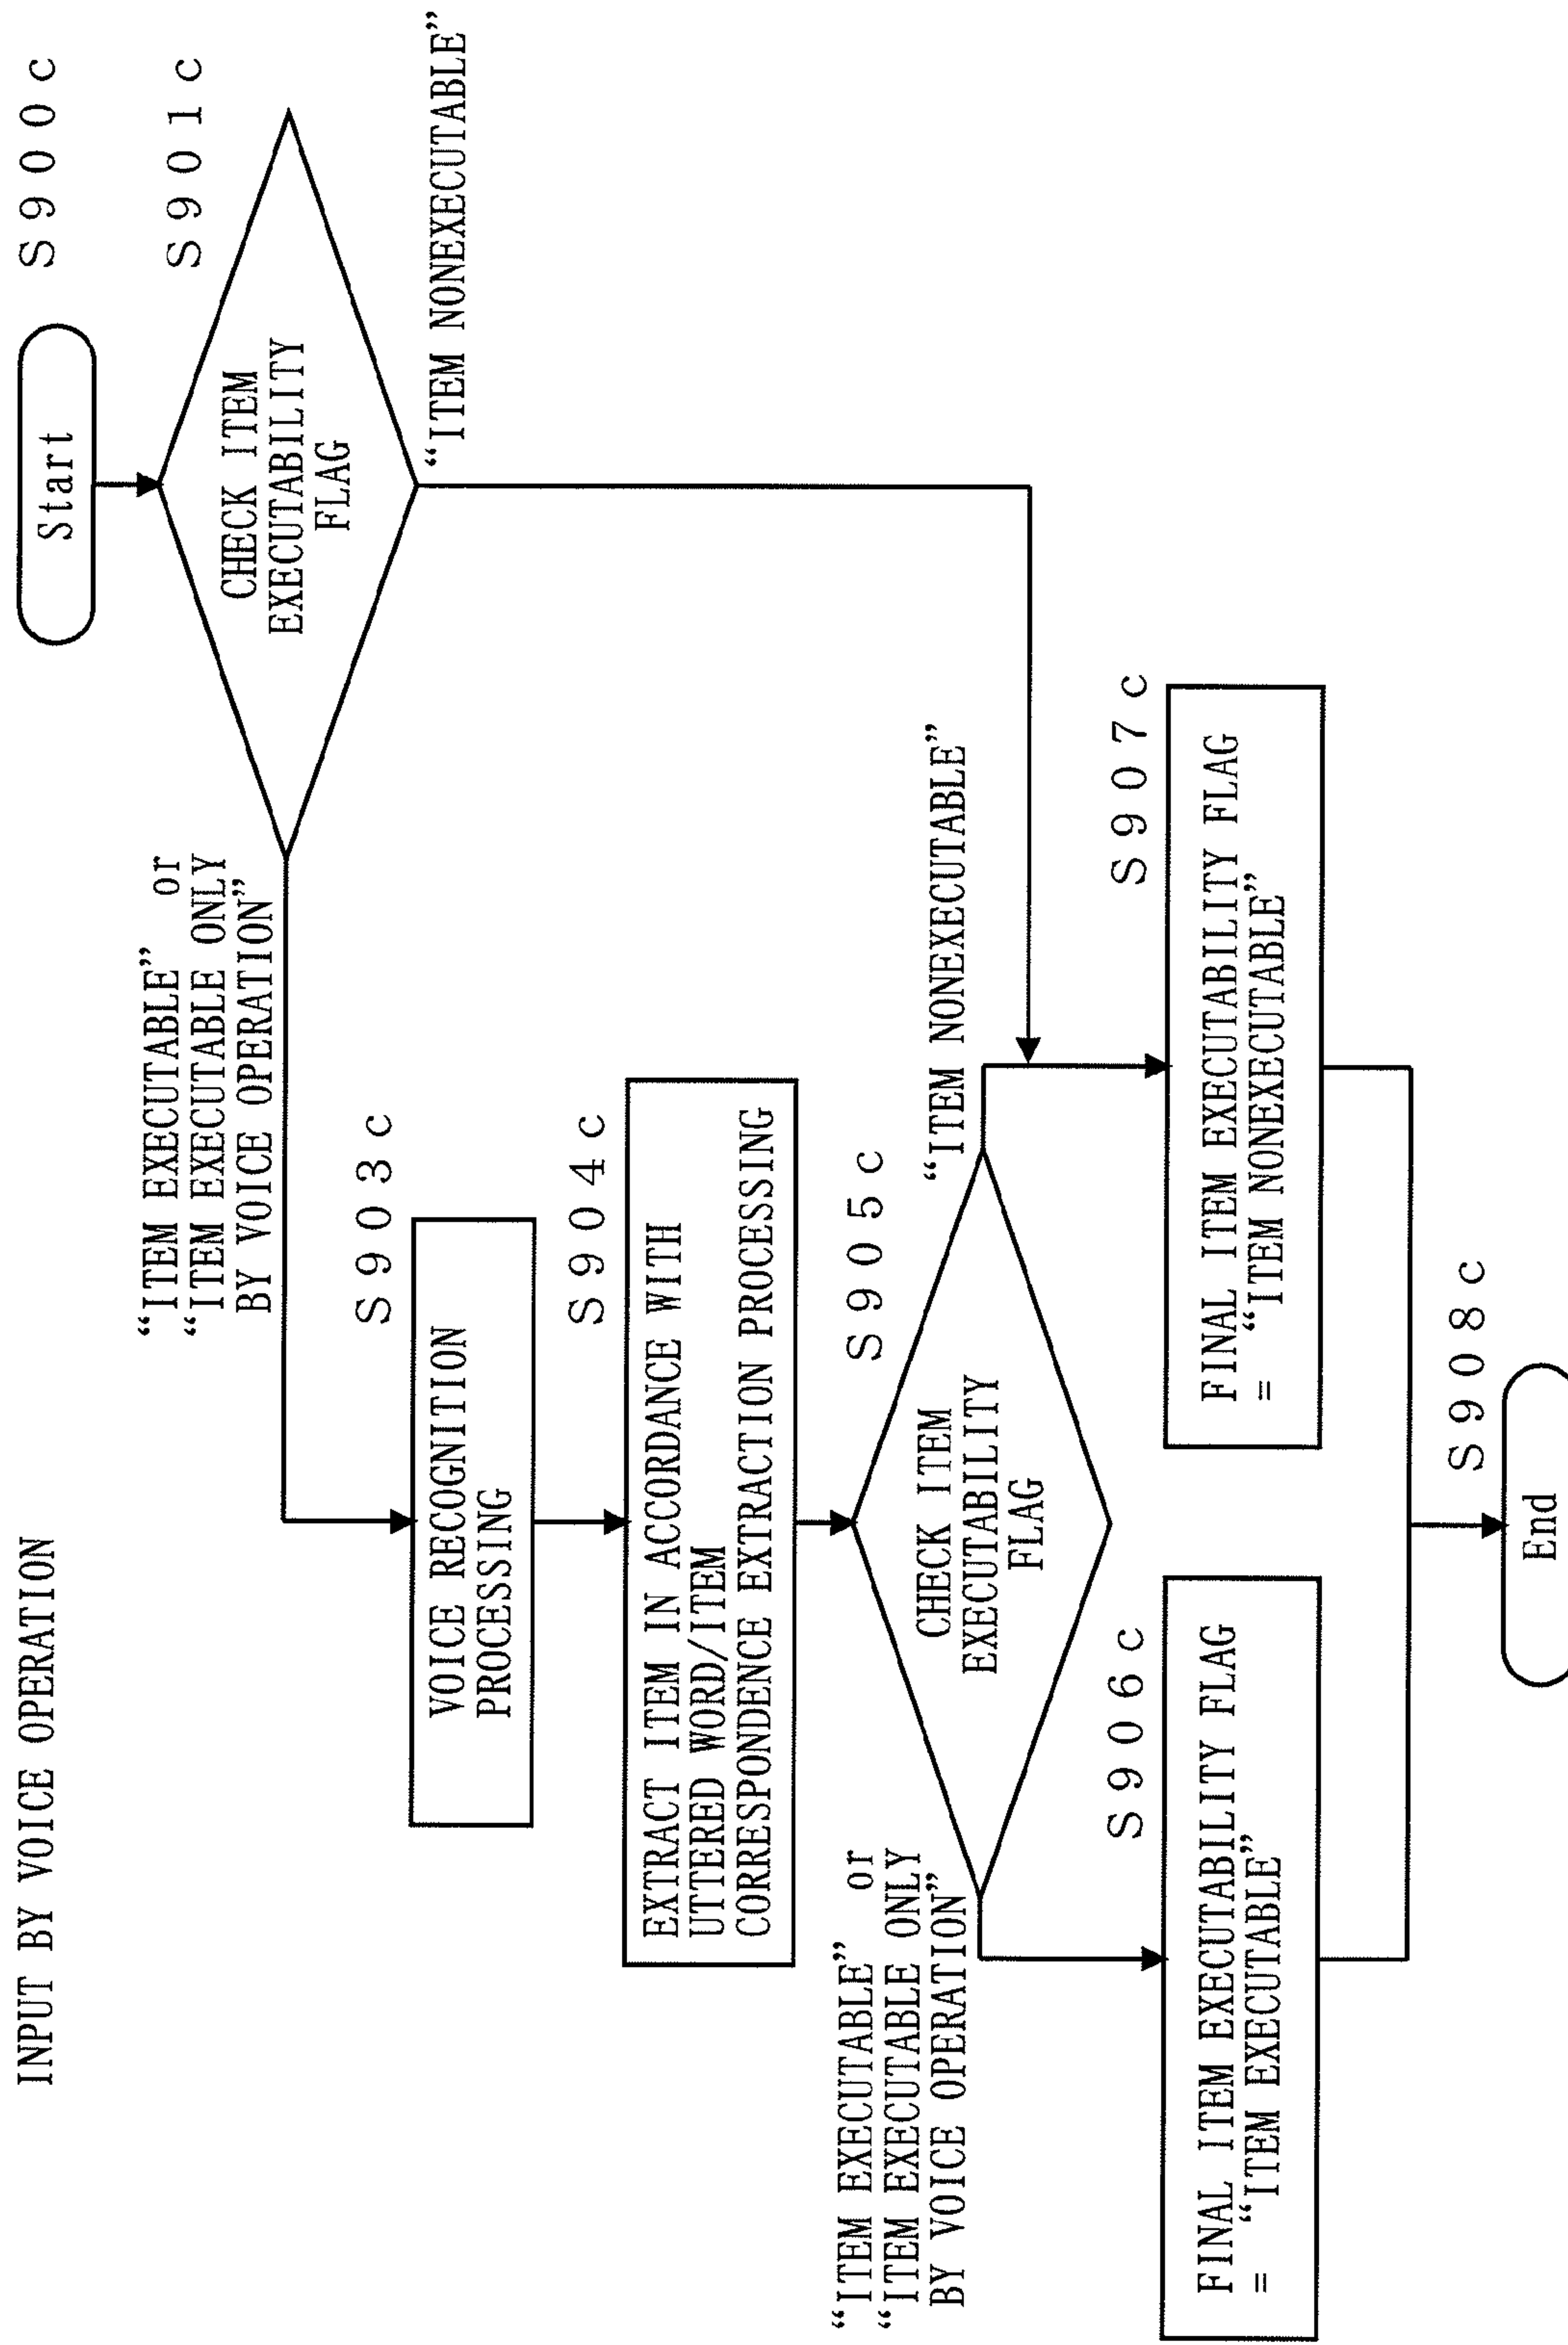 INPUT BY VOICE OPERATION
Start
S900c
S901c
CHECK ITEM
EXECUTABILITY
FLAG
“ITEM EXECUTABLE” or
“ITEM EXECUTABLE ONLY
BY VOICE OPERATION”
“ITEM NONEXECUTABLE”
S903c
VOICE RECOGNITION
PROCESSING
S904c
EXTRACT ITEM IN ACCORDANCE WITH
UTTERED WORD/ITEM
CORRESPONDENCE EXTRACTION PROCESSING
S905c
CHECK ITEM
EXECUTABILITY
FLAG
“ITEM EXECUTABLE” or
“ITEM EXECUTABLE ONLY
BY VOICE OPERATION”
“ITEM NONEXECUTABLE”
S906c
FINAL ITEM EXECUTABILITY FLAG
= “ITEM EXECUTABLE”
S907c
FINAL ITEM EXECUTABILITY FLAG
= “ITEM NONEXECUTABLE”
S908c
End